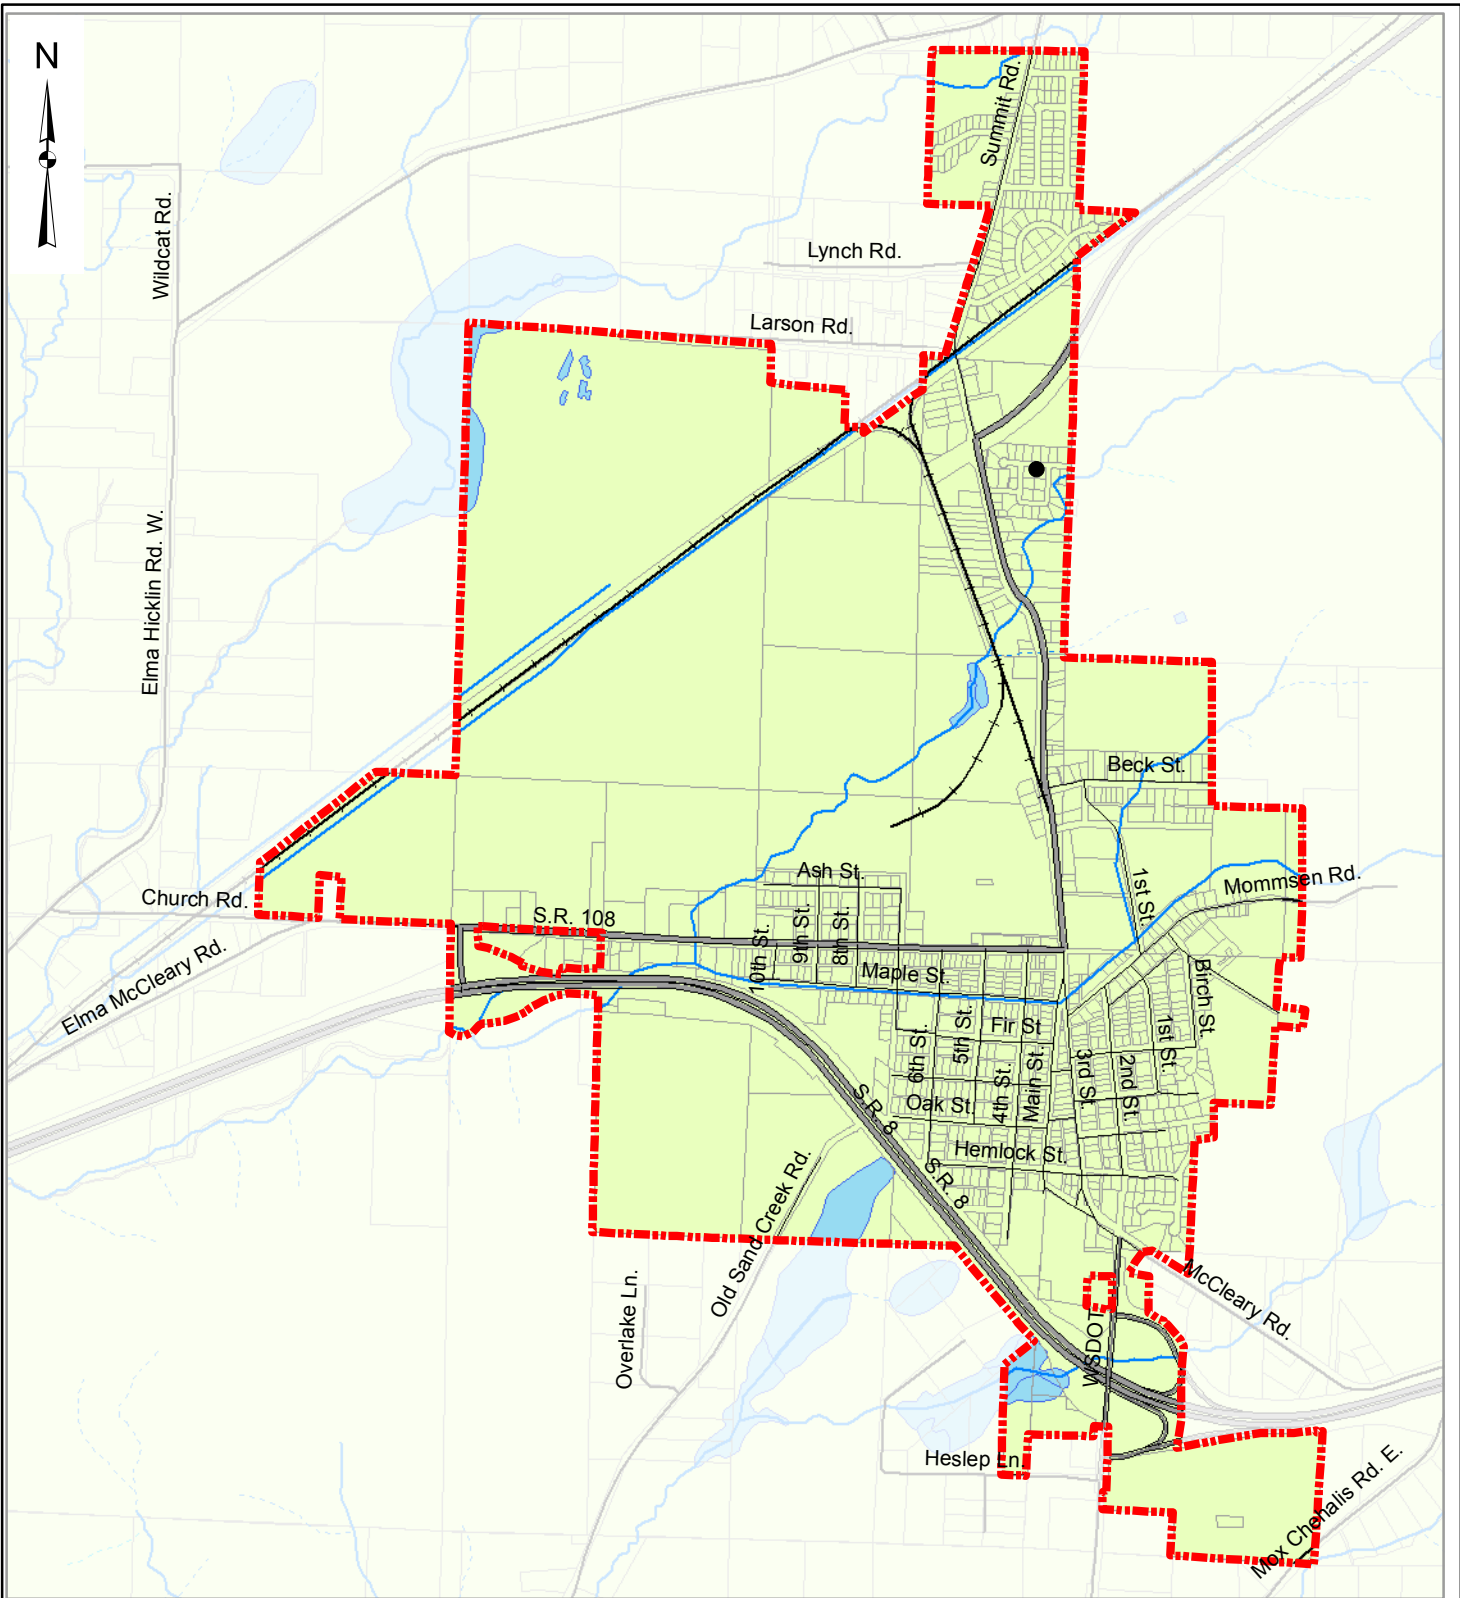 N
Summit Rd.
Wildcat Rd.
Lynch Rd.
Larson Rd.
Elma Hicklin Rd. W.
Beck St.
Ash St.
1st St.
Mommsen Rd.
Church Rd.
S.R. 108
10th St.
9th St.
8th St.
Maple St.
Elma McCleary Rd.
Birch St.
Fir St
6th St.
5th St.
4th St.
Main St.
3rd St.
2nd St.
1st St.
Oak St.
S.R. 8
Hemlock St.
S.R. 8
Old Sand Creek Rd.
McCleary Rd.
Overlake Ln.
WSDOT
Heslep Ln.
Mox Chehalis Rd. E.